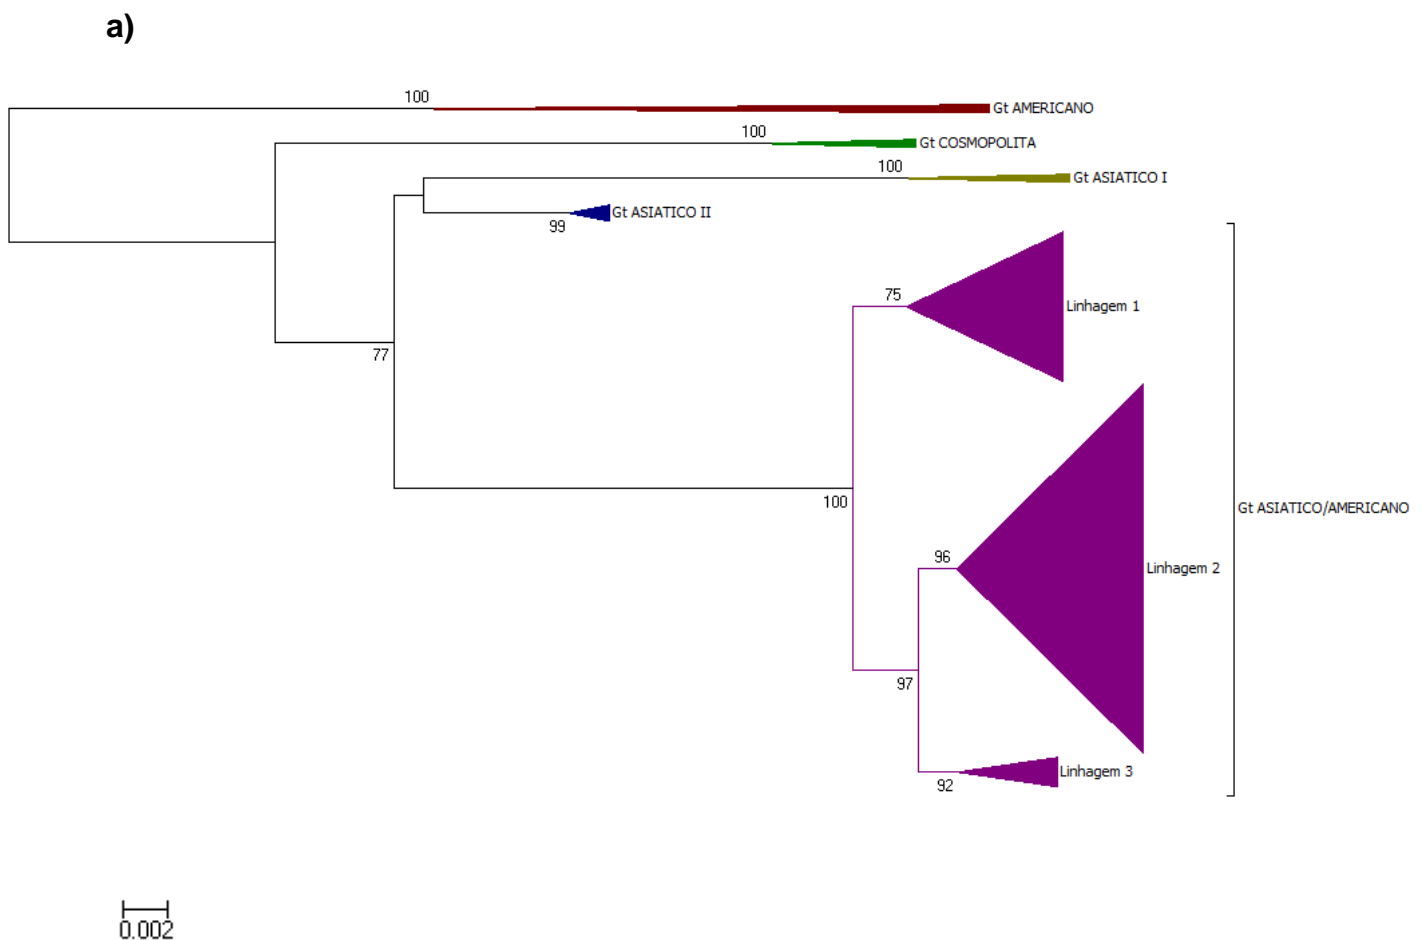 a)
100
Gt AMERICANO
100
Gt COSMOPOLITA
100
Gt ASIATICO I
Gt ASIATICO II
99
75
Linhagem 1
77
100
Gt ASIATICO/AMERICANO
96
Linhagem 2
97
Linhagem 3
92
0.002